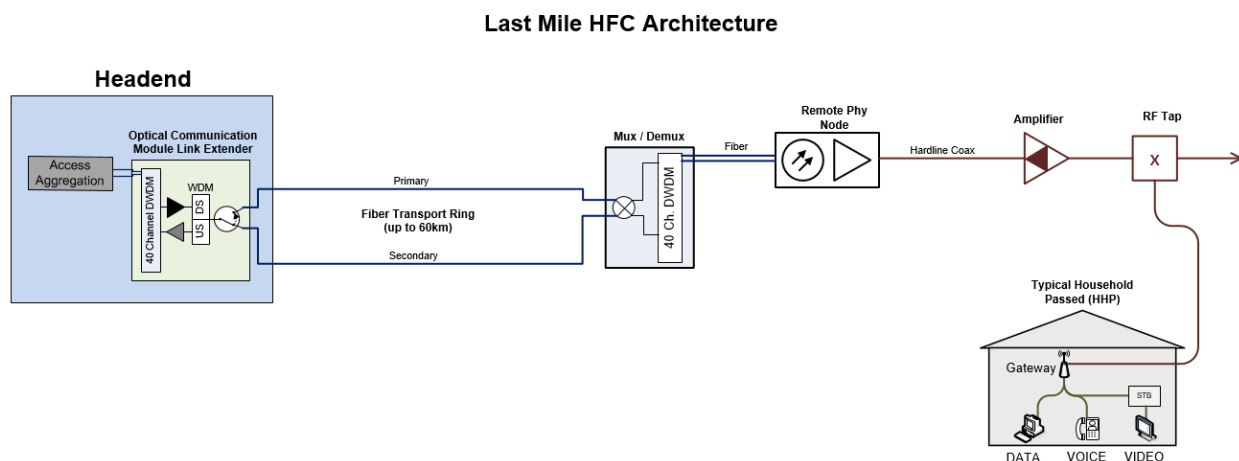 Last Mile HFC Architecture
Headend
Optical Communication
Module Link Extender
Access
Aggregation
40 Channel DWDM
WDM
DS
US
Primary
Fiber Transport Ring
(up to 60km)
Secondary
Mux / Demux
40 Ch. DWDM
Fiber
Remote Phy
Node
Hardline Coax
Amplifier
RF Tap
X
Typical Household
Passed (HHP)
Gateway
STB
DATA
VOICE
VIDEO